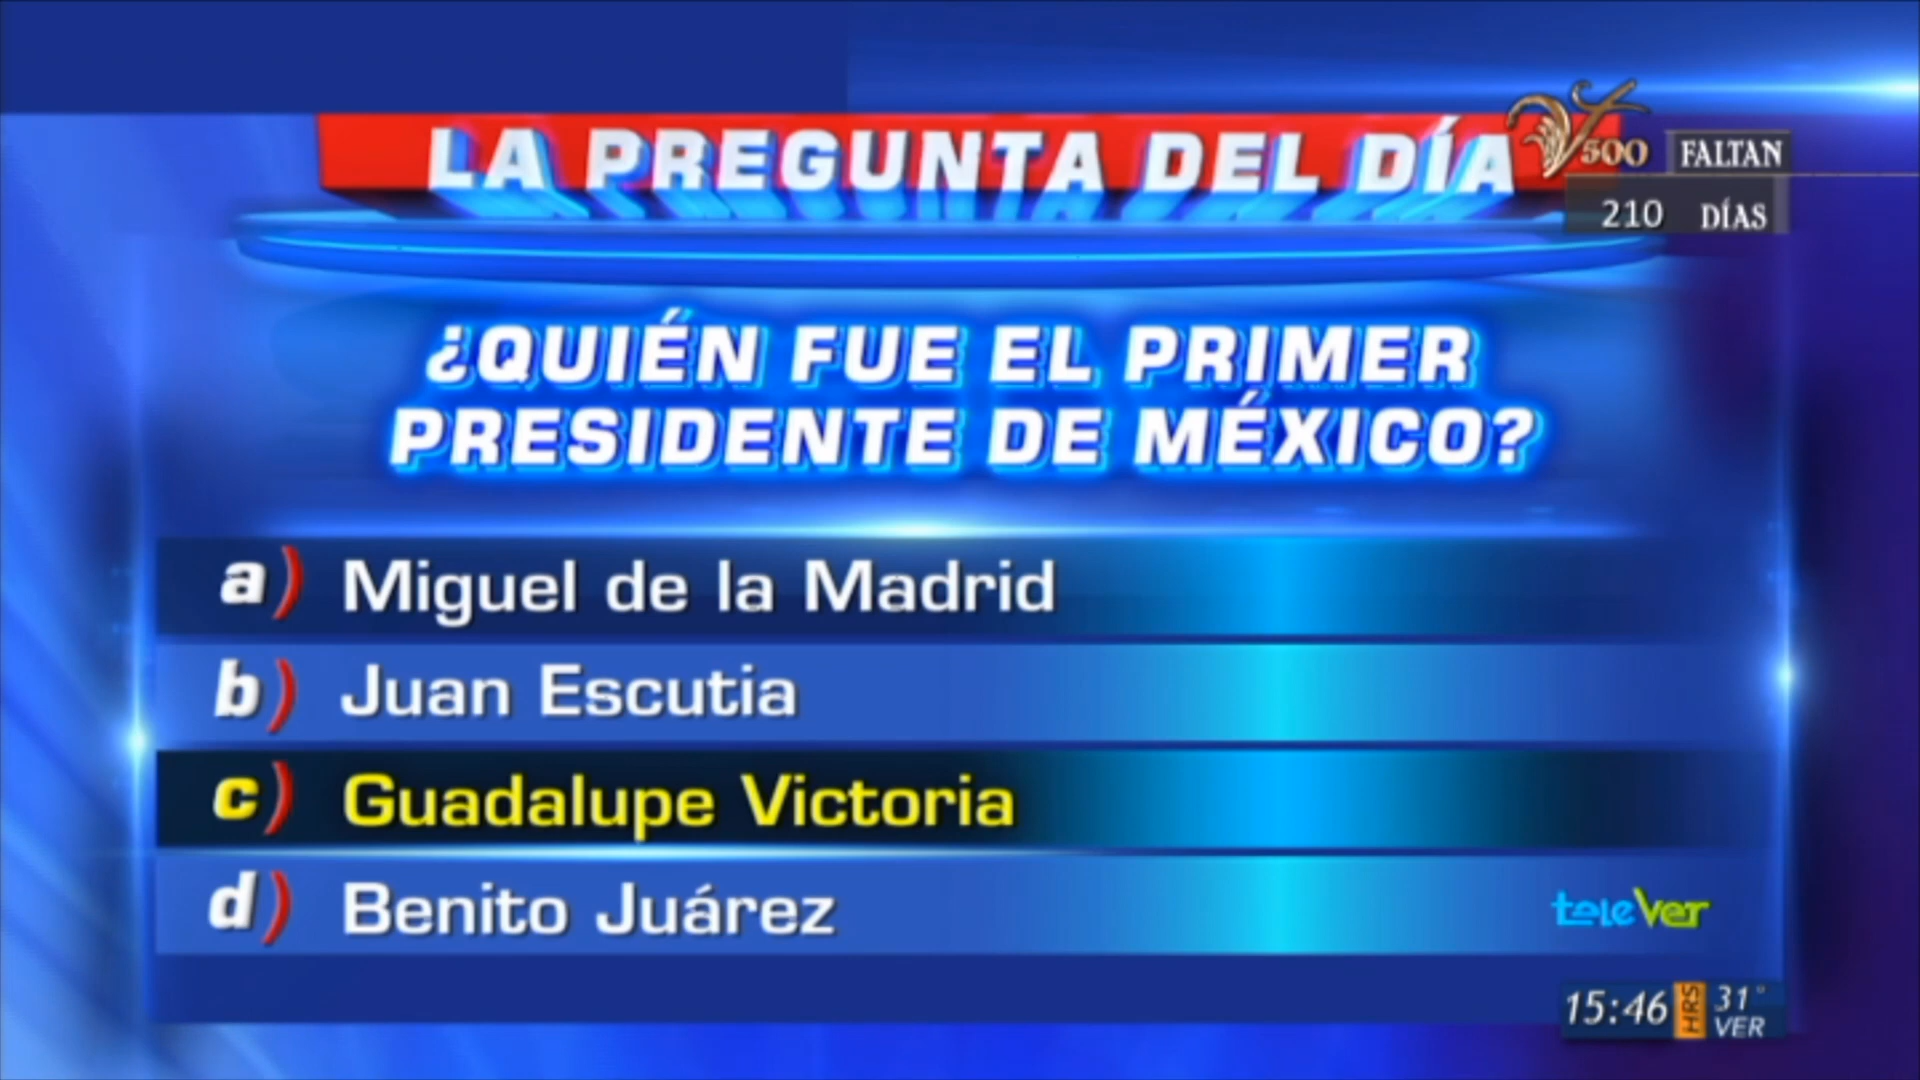 LA PREGUNTA DEL DÍA
V500 FALTAN
210 DÍAS
¿QUIÉN FUE EL PRIMER
PRESIDENTE DE MÉXICO?
a) Miguel de la Madrid
b) Juan Escutia
c) Guadalupe Victoria
d) Benito Juárez
teleVer
15:46 HRS 31°
VER